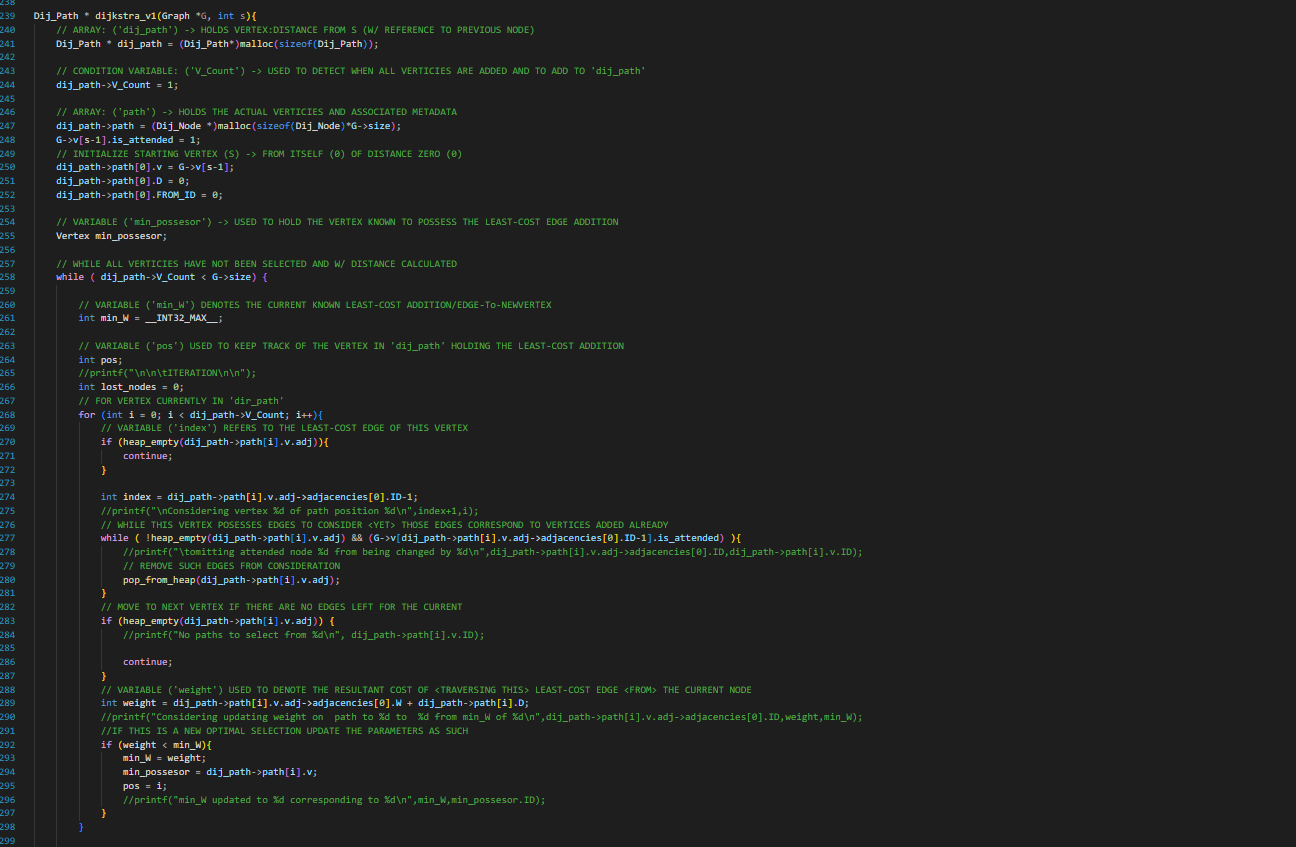 238
239 Dij_Path * dijkstra_v1(Graph *G, int s){
240 // ARRAY: ('dij_path') -> HOLDS VERTEX:DISTANCE FROM S (W/ REFERENCE TO PREVIOUS NODE)
241 Dij_Path * dij_path = (Dij_Path*)malloc(sizeof(Dij_Path));
242
243 // CONDITION VARIABLE: ('V_Count') -> USED TO DETECT WHEN ALL VERTICIES ARE ADDED AND TO ADD TO 'dij_path'
244 dij_path->V_Count = 1;
245
246 // ARRAY: ('path') -> HOLDS THE ACTUAL VERTICIES AND ASSOCIATED METADATA
247 dij_path->path = (Dij_Node *)malloc(sizeof(Dij_Node)*G->size);
248 G->v[s-1].is_attended = 1;
249 // INITIALIZE STARTING VERTEX (S) -> FROM ITSELF (0) OF DISTANCE ZERO (0)
250 dij_path->path[0].v = G->v[s-1];
251 dij_path->path[0].D = 0;
252 dij_path->path[0].FROM_ID = 0;
253
254 // VARIABLE ('min_possesor') -> USED TO HOLD THE VERTEX KNOWN TO POSSESS THE LEAST-COST EDGE ADDITION
255 Vertex min_possesor;
256
257 // WHILE ALL VERTICIES HAVE NOT BEEN SELECTED AND W/ DISTANCE CALCULATED
258 while ( dij_path->V_Count < G->size) {
259
260 // VARIABLE ('min_W') DENOTES THE CURRENT KNOWN LEAST-COST ADDITION/EDGE-To-NEWVERTEX
261 int min_W = __INT32_MAX__;
262
263 // VARIABLE ('pos') USED TO KEEP TRACK OF THE VERTEX IN 'dij_path' HOLDING THE LEAST-COST ADDITION
264 int pos;
265 //printf("\n\n\tITERATION\n\n");
266 int lost_nodes = 0;
267 // FOR VERTEX CURRENTLY IN 'dir_path'
268 for (int i = 0; i < dij_path->V_Count; i++){
269 // VARIABLE ('index') REFERS TO THE LEAST-COST EDGE OF THIS VERTEX
270 if (heap_empty(dij_path->path[i].v.adj)){
271 continue;
272 }
273
274 int index = dij_path->path[i].v.adj->adjacencies[0].ID-1;
275 //printf("\nConsidering vertex %d of path position %d\n",index+1,i);
276 // WHILE THIS VERTEX POSESSES EDGES TO CONSIDER <YET> THOSE EDGES CORRESPOND TO VERTICES ADDED ALREADY
277 while ( !heap_empty(dij_path->path[i].v.adj) && (G->v[dij_path->path[i].v.adj->adjacencies[0].ID-1].is_attended) ){
278 //printf("\tomitting attended node %d from being changed by %d\n",dij_path->path[i].v.adj->adjacencies[0].ID,dij_path->path[i].v.ID);
279 // REMOVE SUCH EDGES FROM CONSIDERATION
280 pop_from_heap(dij_path->path[i].v.adj);
281 }
282 // MOVE TO NEXT VERTEX IF THERE ARE NO EDGES LEFT FOR THE CURRENT
283 if (heap_empty(dij_path->path[i].v.adj)) {
284 //printf("No paths to select from %d\n", dij_path->path[i].v.ID);
285
286 continue;
287 }
288 // VARIABLE ('weight') USED TO DENOTE THE RESULTANT COST OF <TRAVERSING THIS> LEAST-COST EDGE <FROM> THE CURRENT NODE
289 int weight = dij_path->path[i].v.adj->adjacencies[0].W + dij_path->path[i].D;
290 //printf("Considering updating weight on  path to %d to  %d from min_W of %d\n",dij_path->path[i].v.adj->adjacencies[0].ID,weight,min_W);
291 //IF THIS IS A NEW OPTIMAL SELECTION UPDATE THE PARAMETERS AS SUCH
292 if (weight < min_W){
293 min_W = weight;
294 min_possesor = dij_path->path[i].v;
295 pos = i;
296 //printf("min_W updated to %d corresponding to %d\n",min_W,min_possesor.ID);
297 }
298 }
299